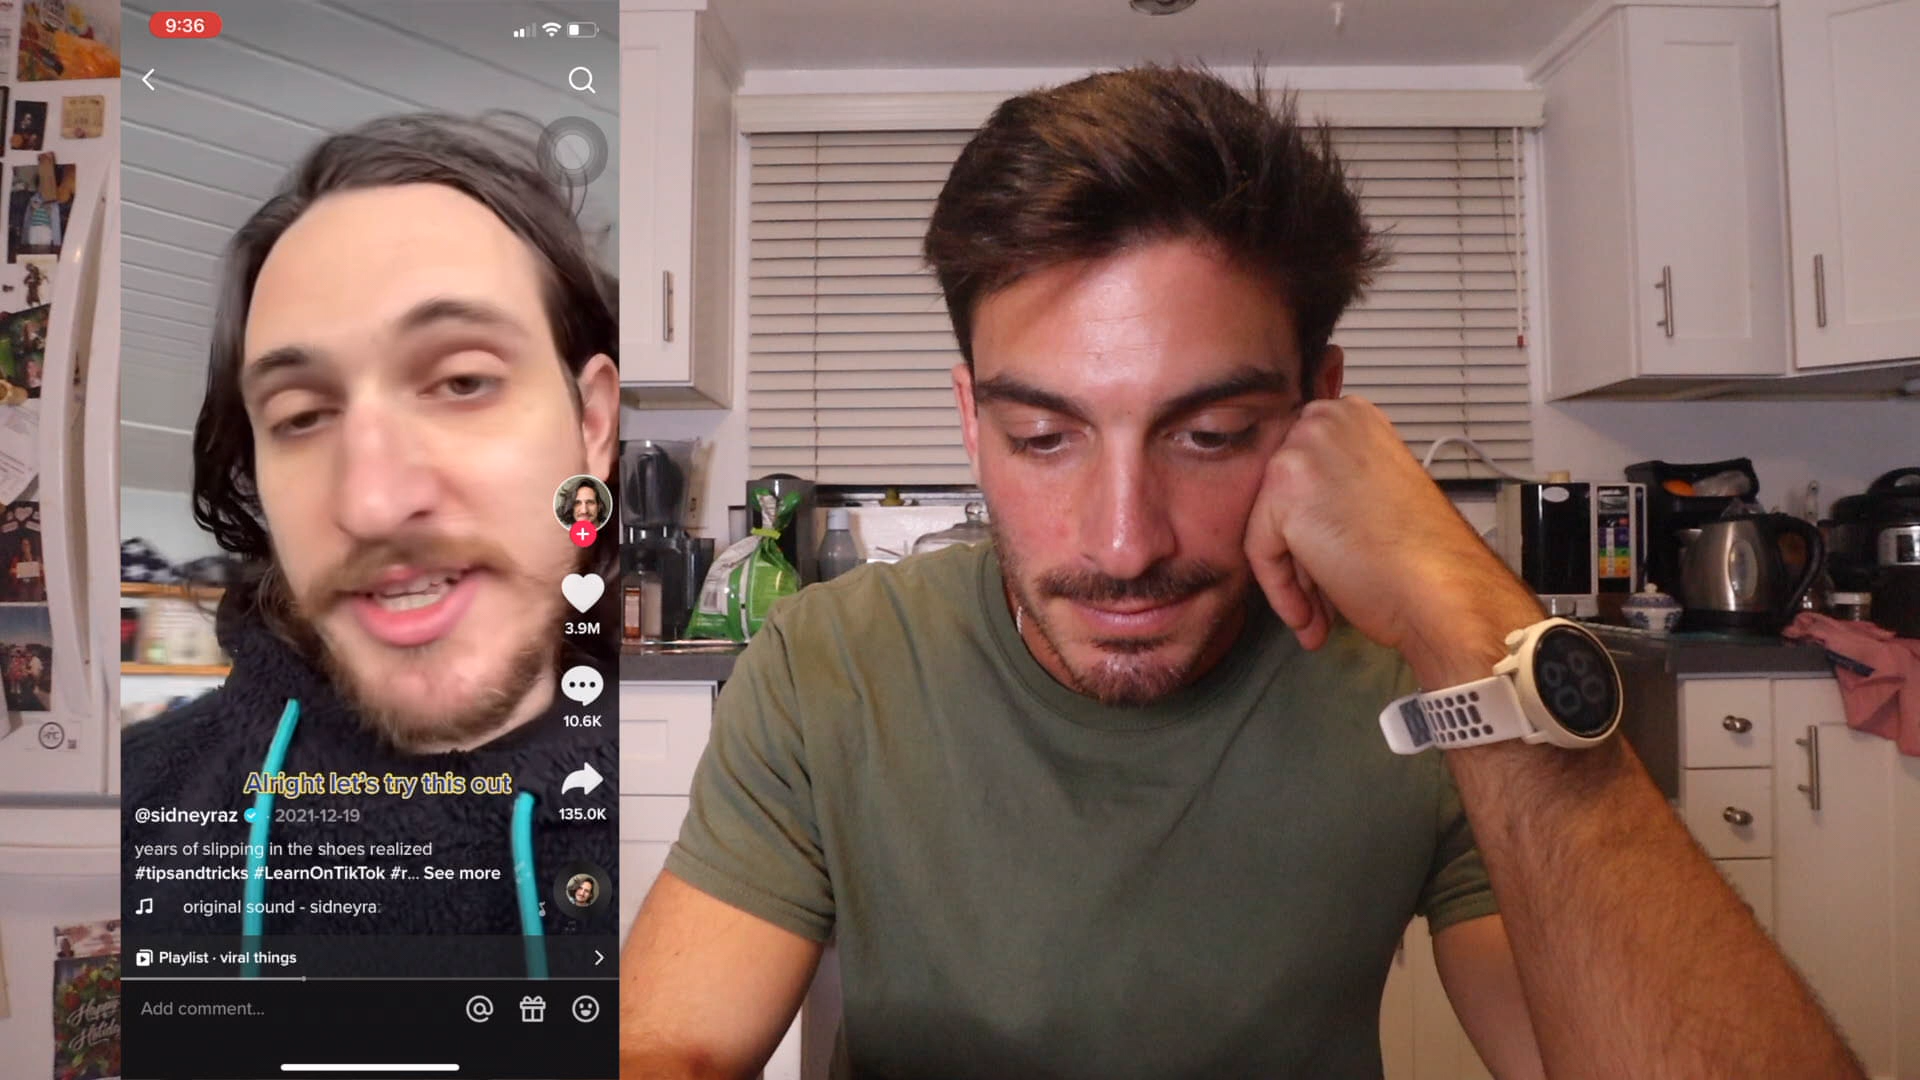 9:36
3.9M
10.6K
Alright let's try this out
135.0K
@sidneyraz · 2021-12-19
years of slipping in the shoes realized
#tipsandtricks #LearnOnTikTok #r... See more
original sound - sidneyra
Playlist · viral things
Add comment...
Happy